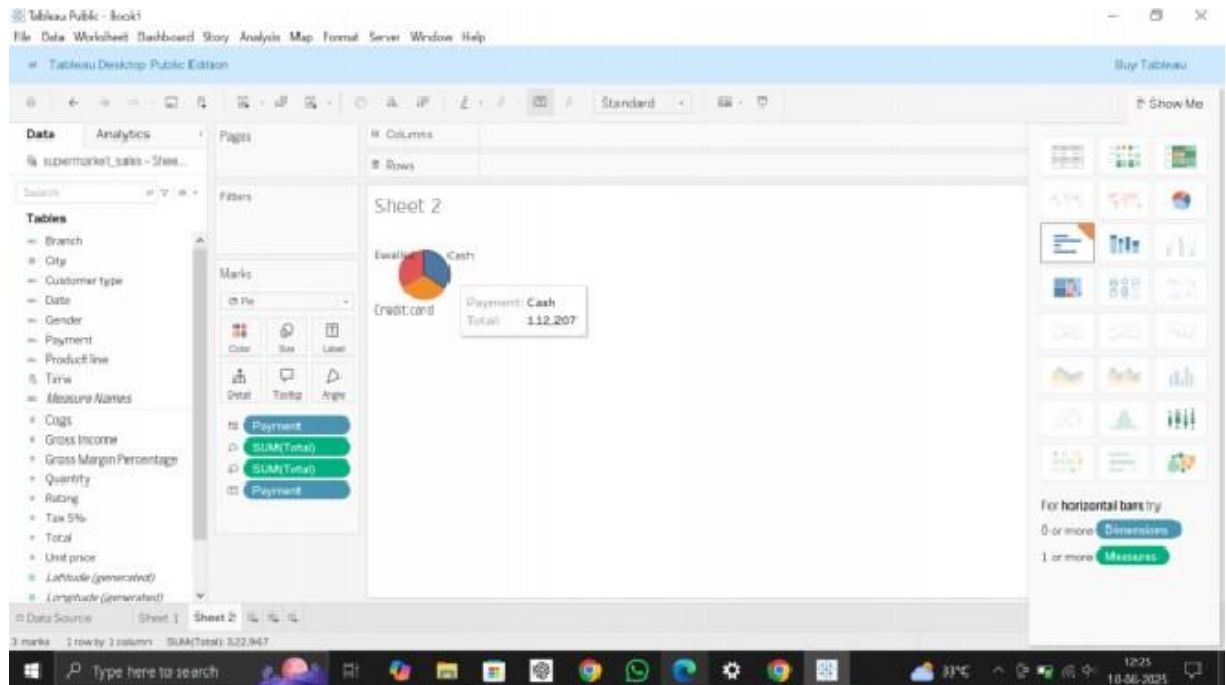 Tableau Public - Book1
File Data Worksheet Dashboard Story Analysis Map Format Server Window Help
Tableau Desktop Public Edition
Buy Tableau
Standard
Show Me
Data Analytics
Pages
Columns
supermarket_sales - Shee...
Rows
Search
Filters
Sheet 2
Tables
Branch
City
Customer type
Date
Gender
Payment
Product line
Time
Measure Names
Cogs
Gross Income
Gross Margin Percentage
Quantity
Rating
Tax 5%
Total
Unit price
Latitude (generated)
Longitude (generated)
Marks
Pie
Color Size Label
Detail Tooltip Angle
Payment
SUM(Total)
SUM(Total)
Payment
Ewallet Cash
Credit card
Payment: Cash
Total: 112,207
For horizontal bars try
0 or more Dimensions
1 or more Measures
Data Source Sheet 1 Sheet 2
3 marks 1 row by 1 column SUM(Total): 322,967
Type here to search
33°C
12:25
10-06-2025